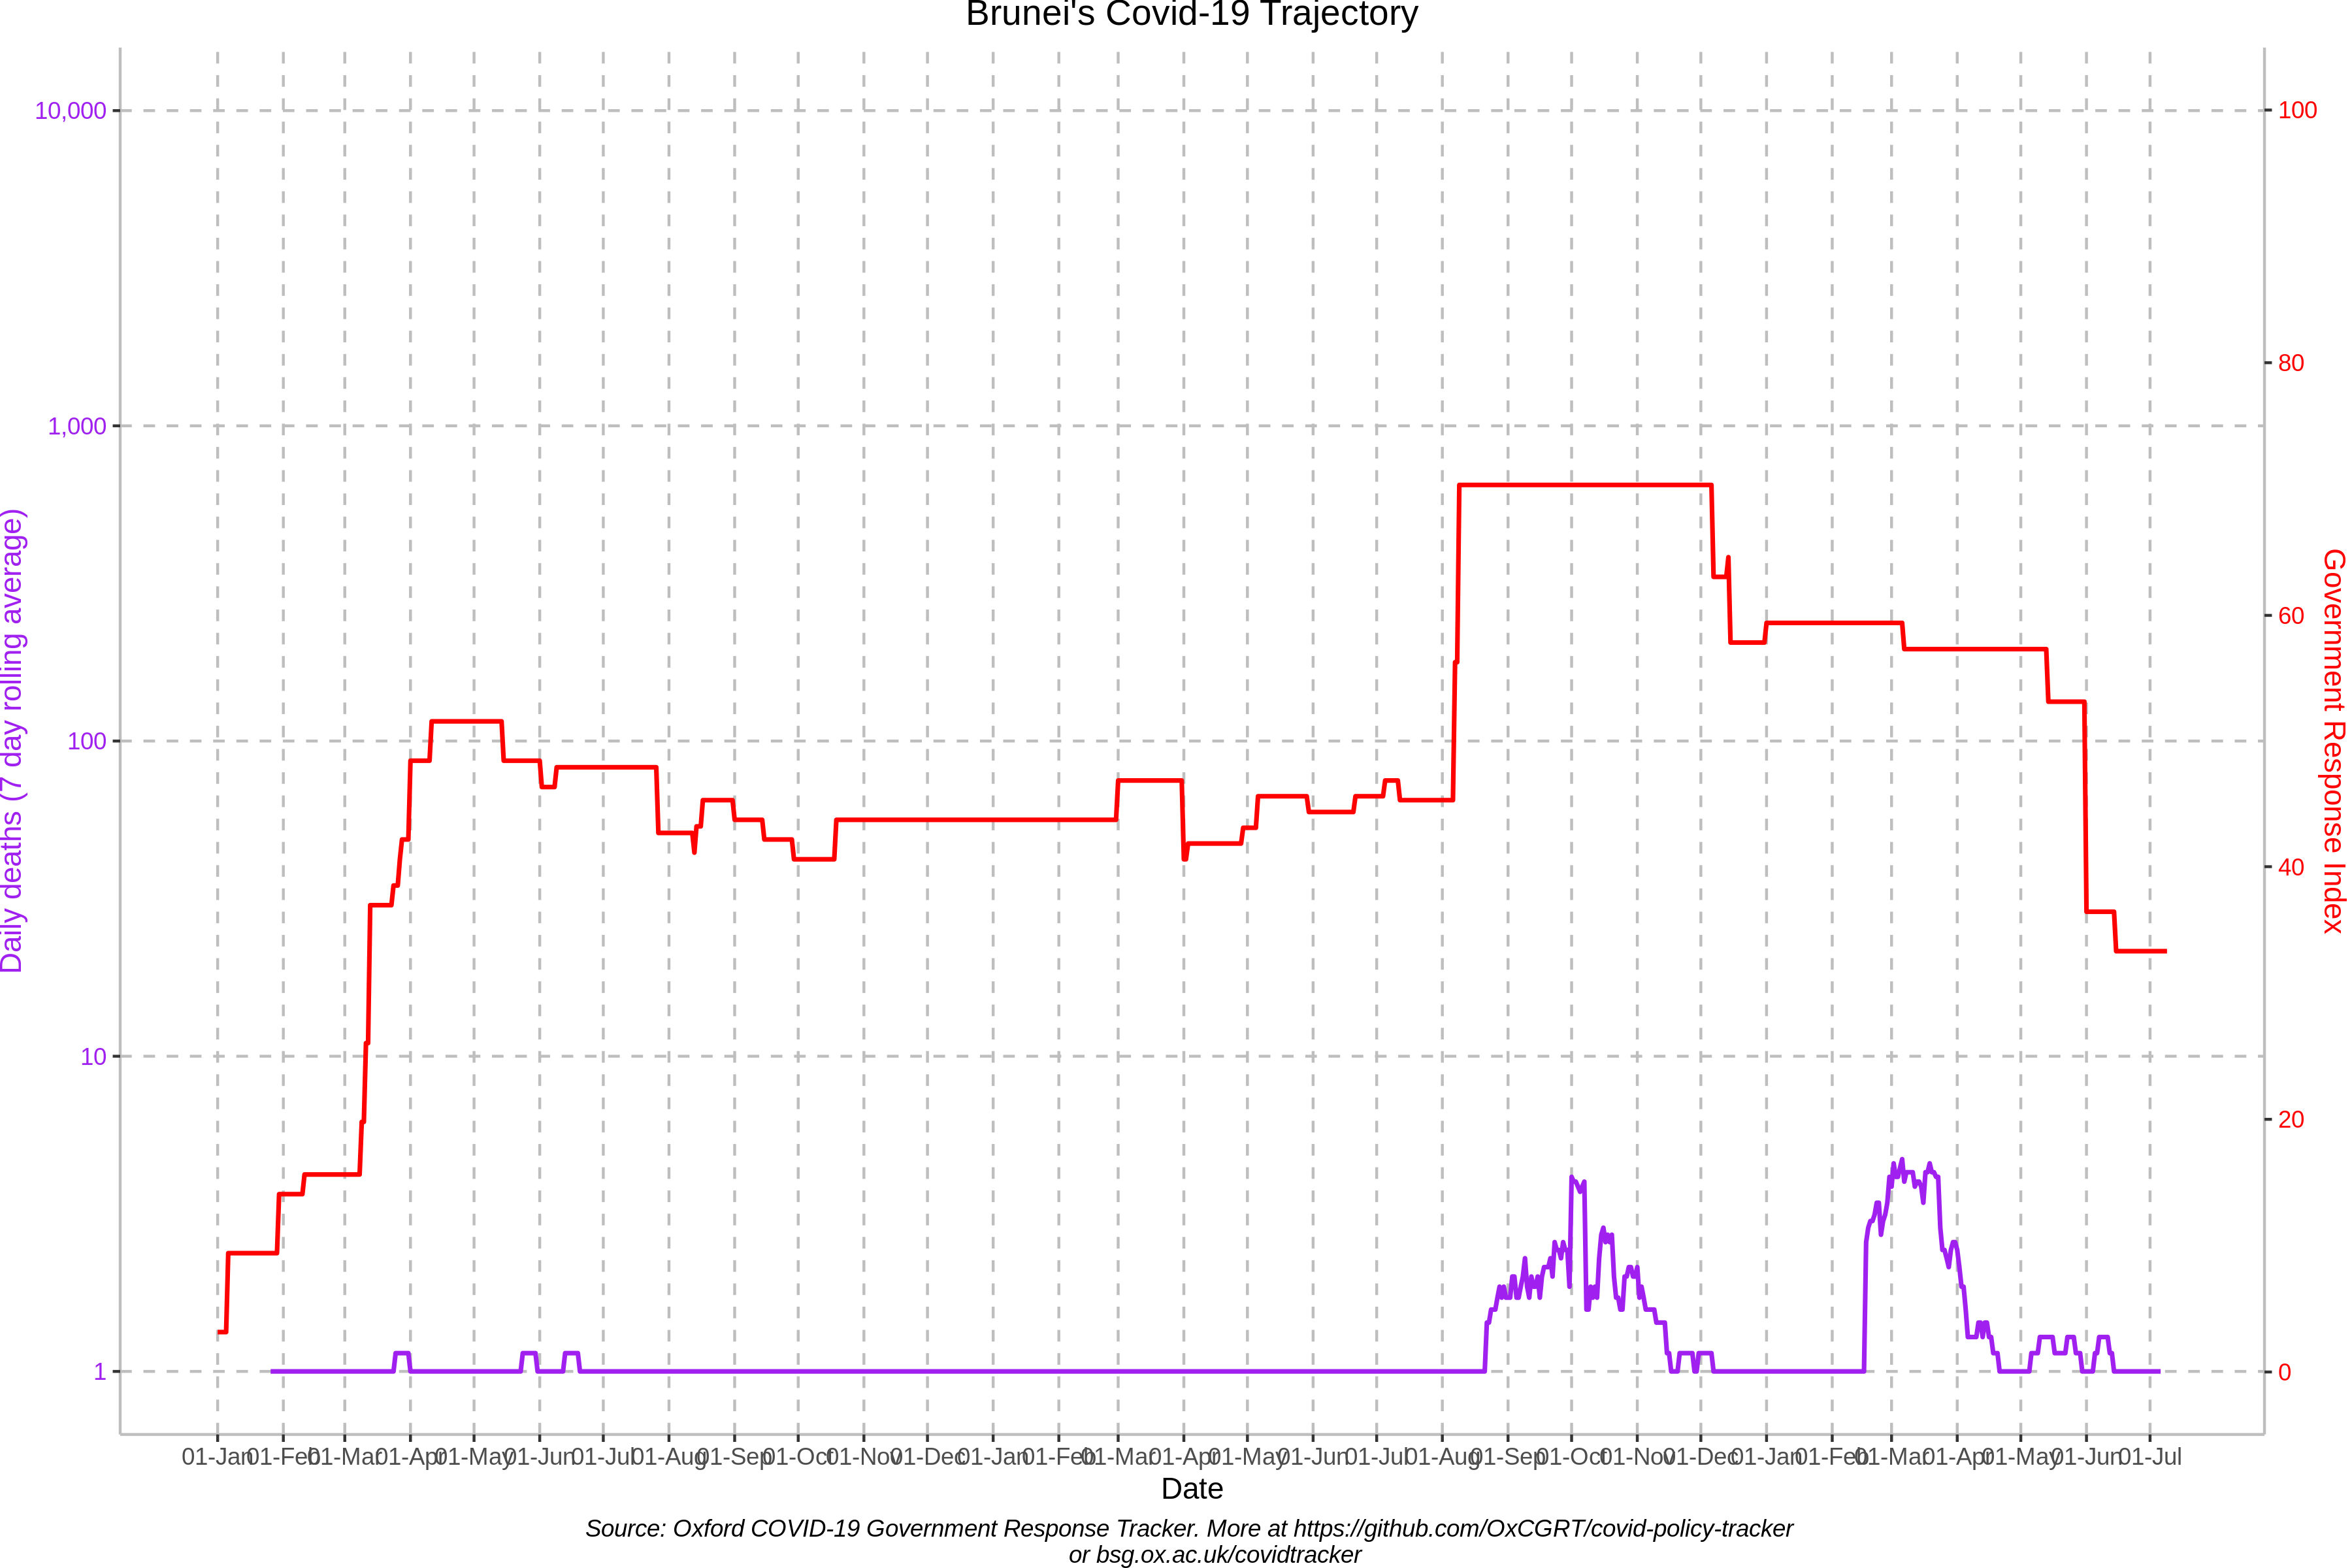 Brunei's Covid-19 Trajectory
10,000
1,000
100
10
1
Daily deaths (7 day rolling average)
100
80
60
40
20
0
Government Response Index
01-Jan 01-Feb 01-Mar 01-Apr 01-May 01-Jun 01-Jul 01-Aug 01-Sep 01-Oct 01-Nov 01-Dec 01-Jan 01-Feb 01-Mar 01-Apr 01-May 01-Jun 01-Jul 01-Aug 01-Sep 01-Oct 01-Nov 01-Dec 01-Jan 01-Feb 01-Mar 01-Apr 01-May 01-Jun 01-Jul
Date
Source: Oxford COVID-19 Government Response Tracker. More at https://github.com/OxCGRT/covid-policy-tracker
or bsg.ox.ac.uk/covidtracker